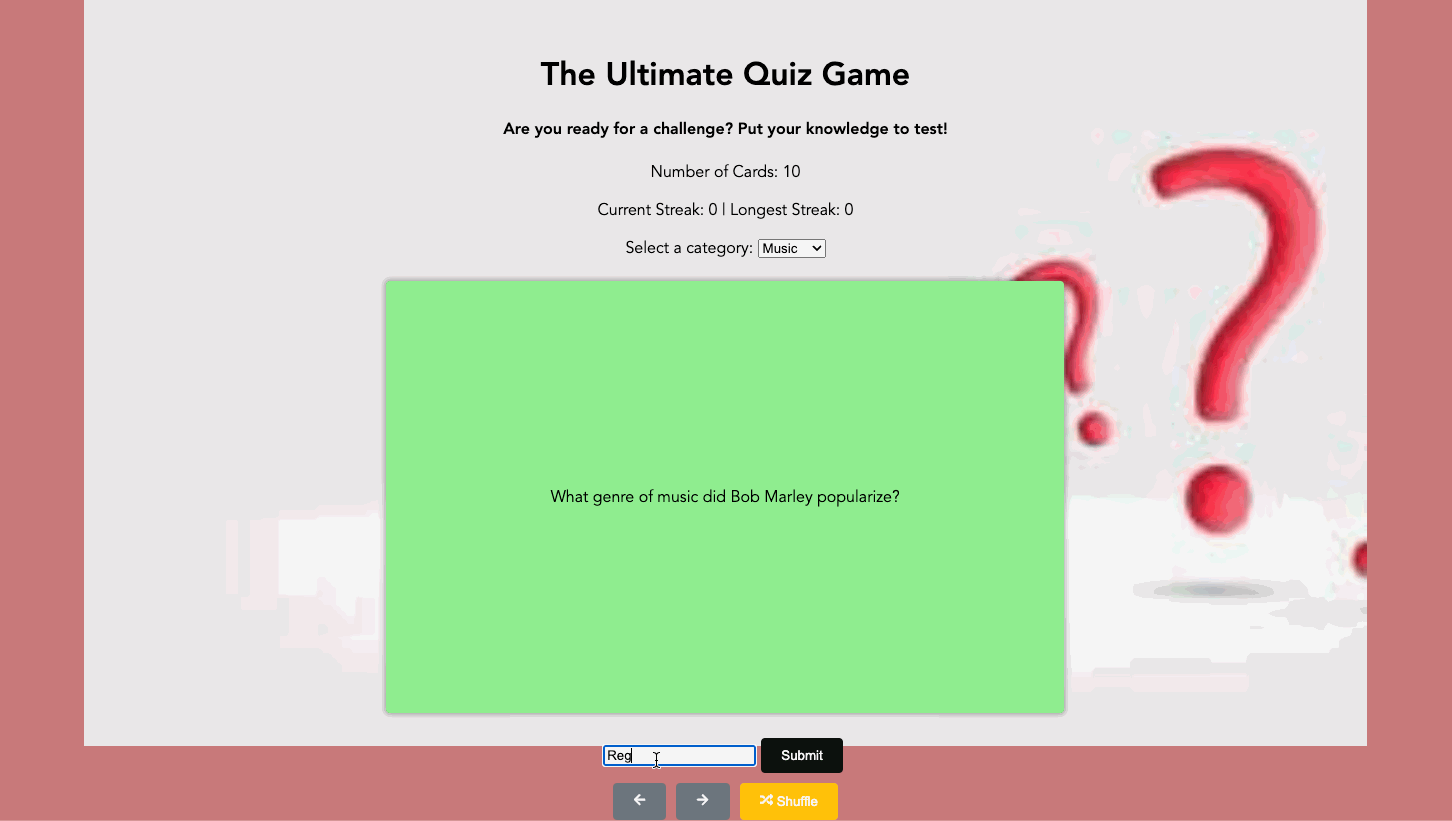 The Ultimate Quiz Game
Are you ready for a challenge? Put your knowledge to test!
Number of Cards: 10
Current Streak: 0 | Longest Streak: 0
Select a category: Music
What genre of music did Bob Marley popularize?
Reg Submit
Shuffle